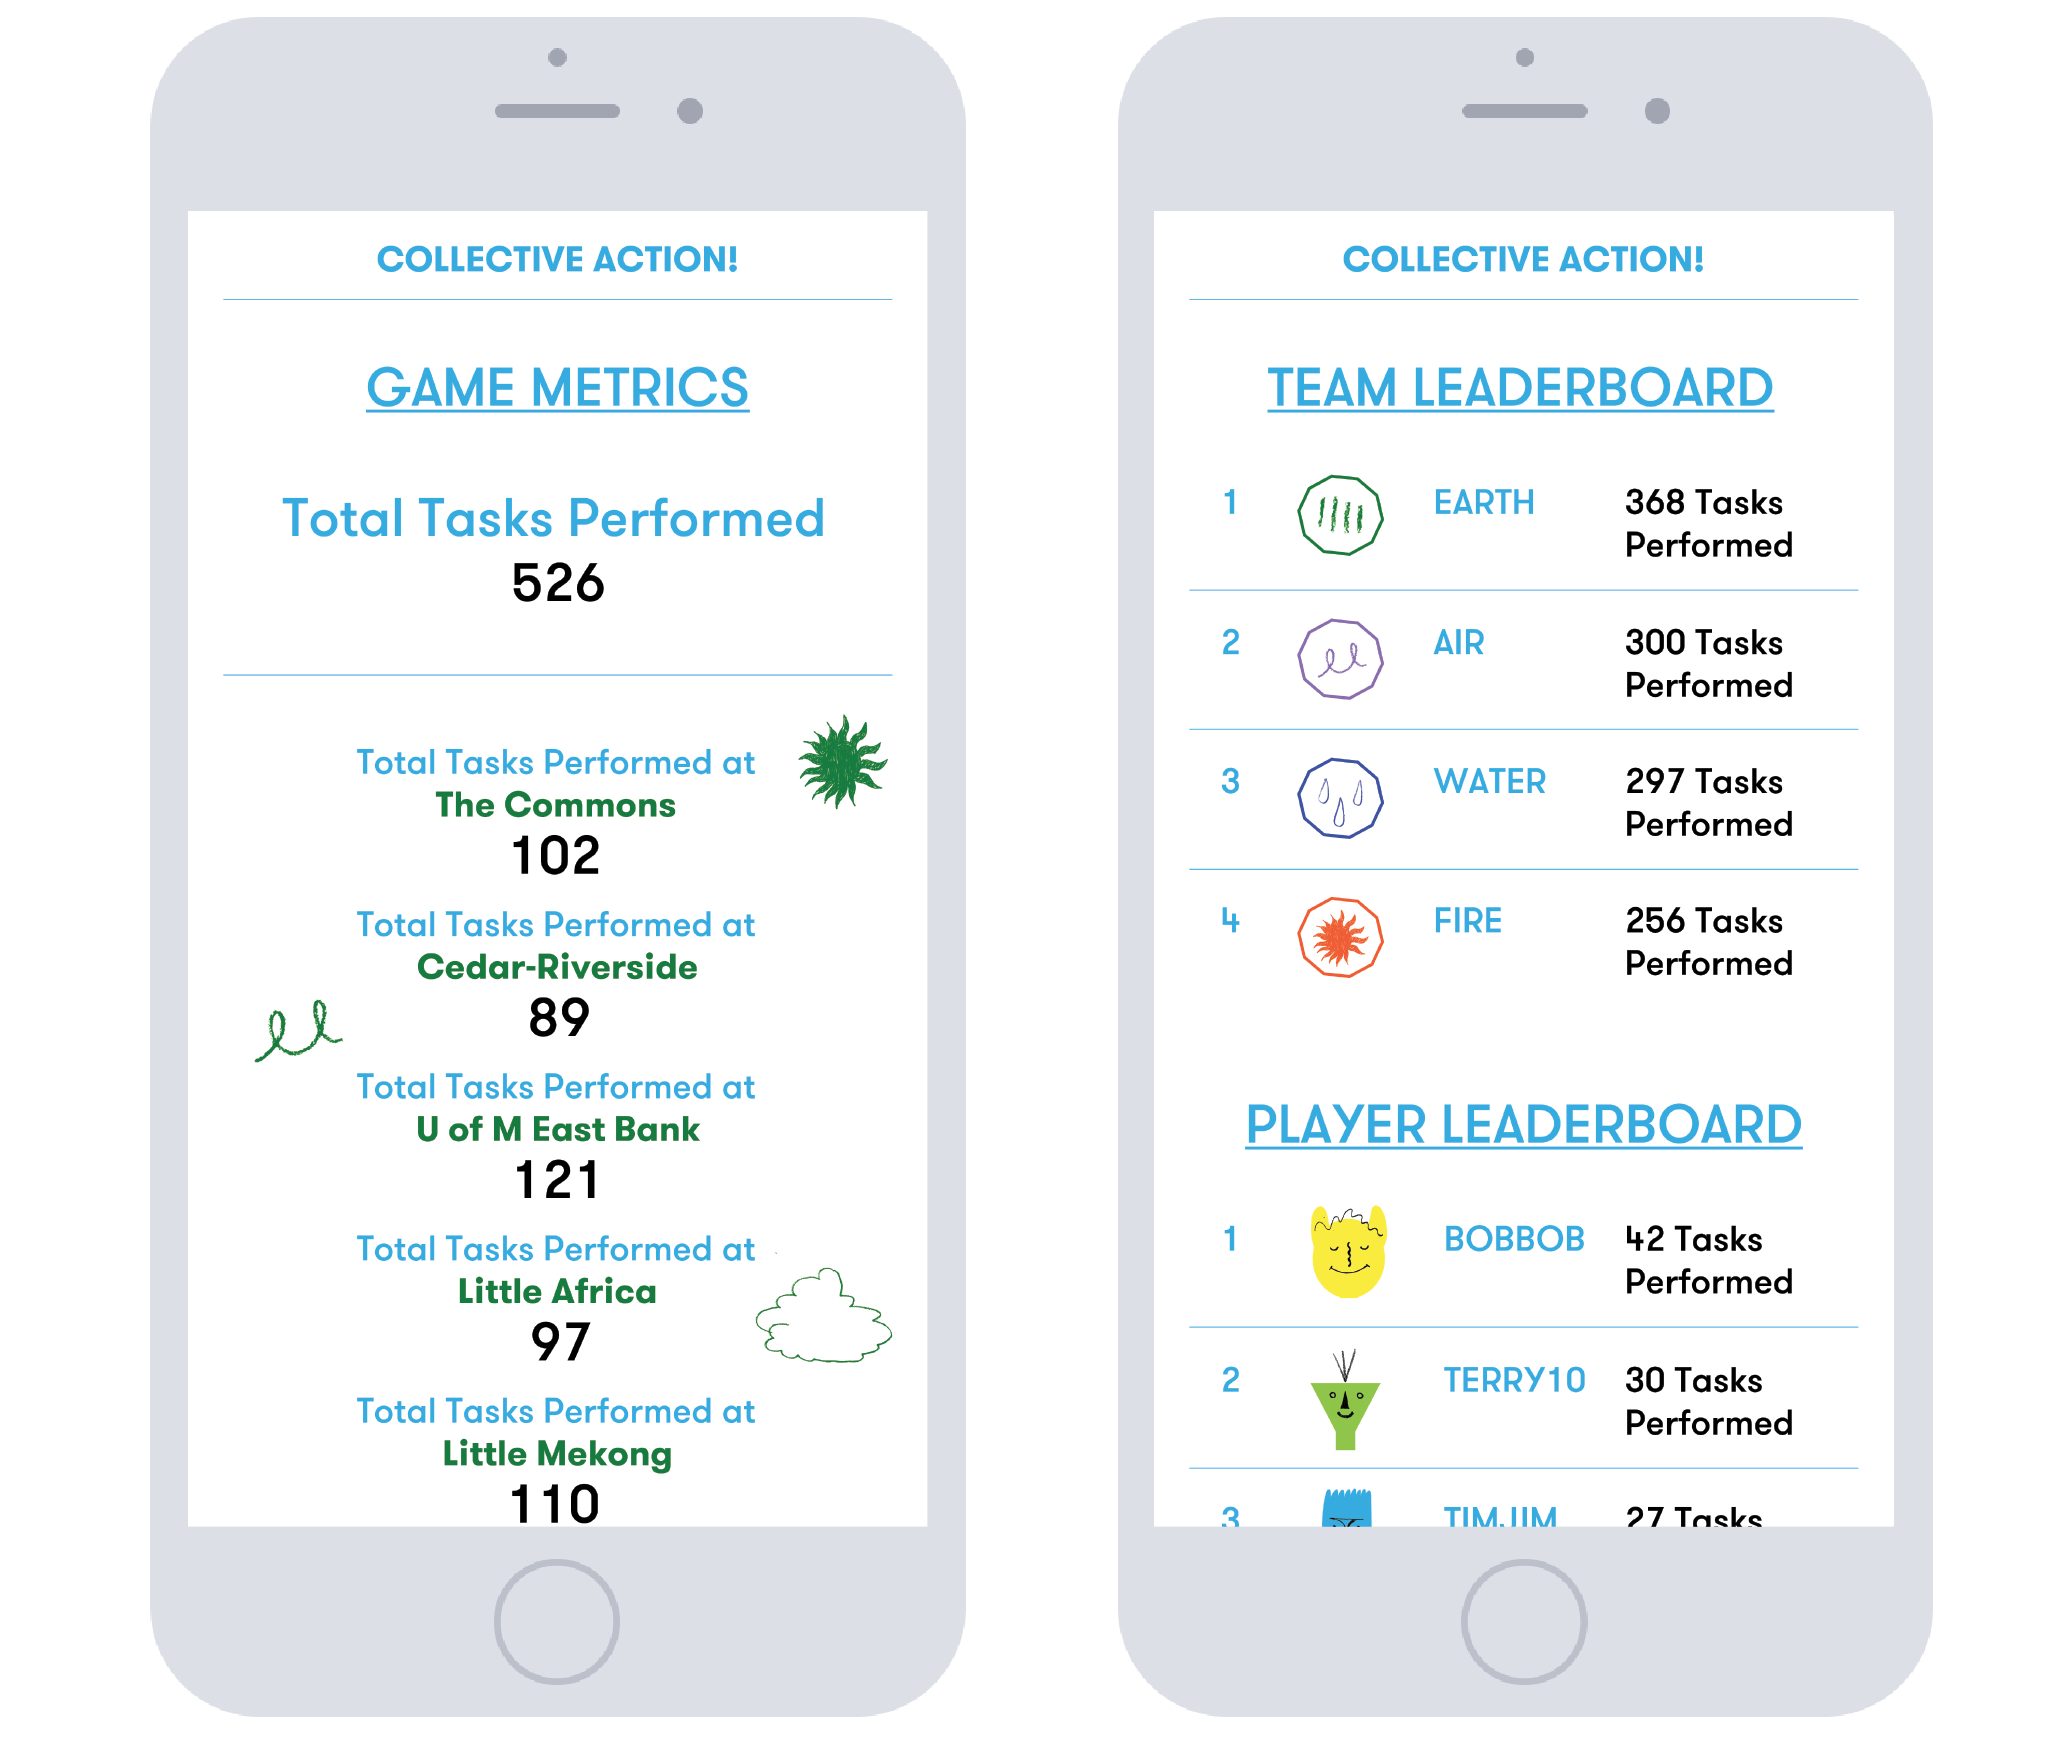 COLLECTIVE ACTION!
GAME METRICS
Total Tasks Performed
526
Total Tasks Performed at
The Commons
102
Total Tasks Performed at
Cedar-Riverside
89
Total Tasks Performed at
U of M East Bank
121
Total Tasks Performed at
Little Africa
97
Total Tasks Performed at
Little Mekong
110
COLLECTIVE ACTION!
TEAM LEADERBOARD
1 EARTH 368 Tasks
Performed
2 AIR 300 Tasks
Performed
3 WATER 297 Tasks
Performed
4 FIRE 256 Tasks
Performed
PLAYER LEADERBOARD
1 BOBBOB 42 Tasks
Performed
2 TERRY10 30 Tasks
Performed
3 TIMJIM 27 Tasks